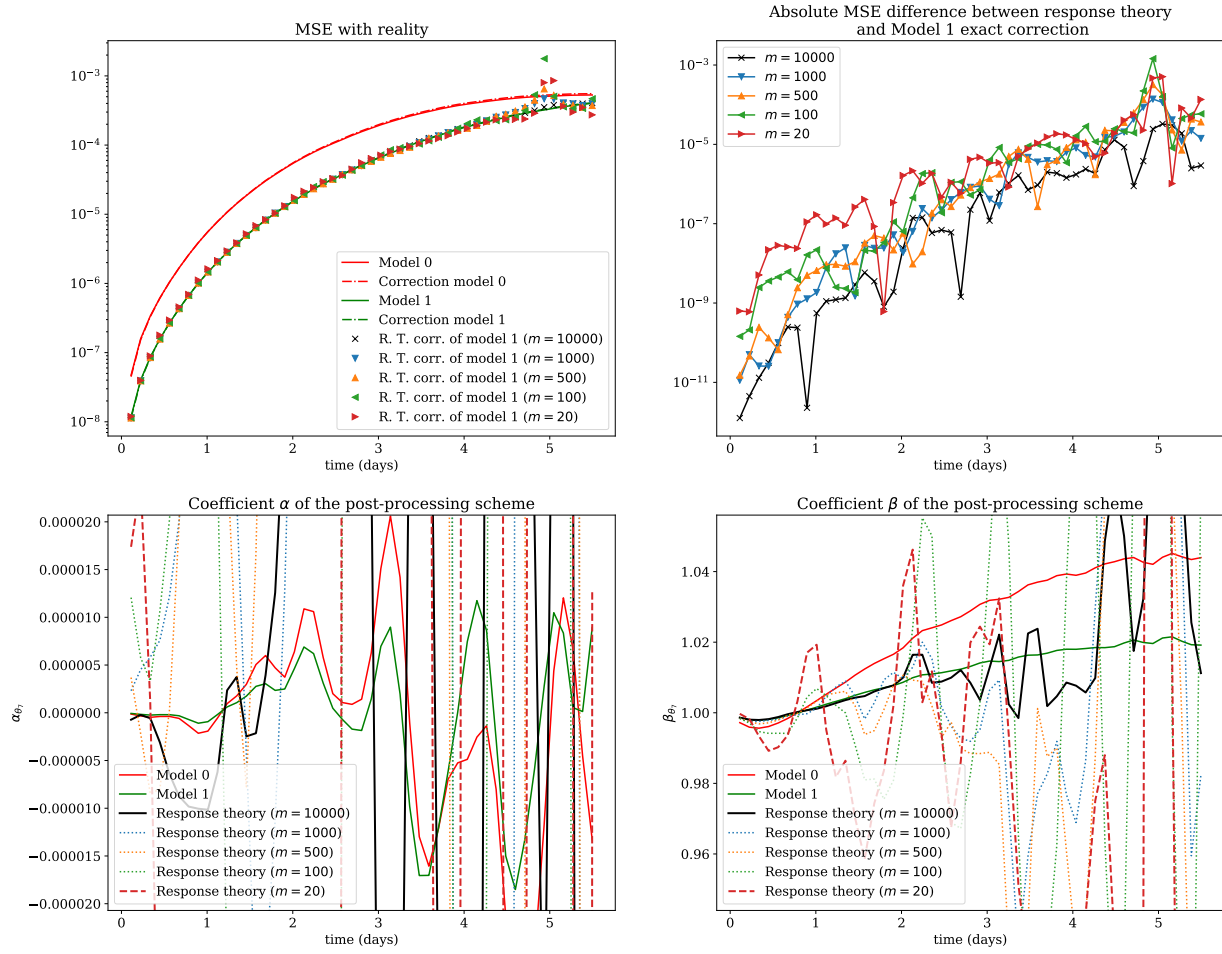 MSE with reality
10⁻³
10⁻⁴
10⁻⁵
10⁻⁶
10⁻⁷
10⁻⁸
Model 0
Correction model 0
Model 1
Correction model 1
R. T. corr. of model 1 (m = 10000)
R. T. corr. of model 1 (m = 1000)
R. T. corr. of model 1 (m = 500)
R. T. corr. of model 1 (m = 100)
R. T. corr. of model 1 (m = 20)
0 1 2 3 4 5
time (days)
Absolute MSE difference between response theory
and Model 1 exact correction
10⁻³
10⁻⁵
10⁻⁷
10⁻⁹
10⁻¹¹
m = 10000
m = 1000
m = 500
m = 100
m = 20
0 1 2 3 4 5
time (days)
Coefficient α of the post-processing scheme
0.000020
0.000015
0.000010
0.000005
0.000000
−0.000005
−0.000010
−0.000015
−0.000020
α_θτ
Model 0
Model 1
Response theory (m = 10000)
Response theory (m = 1000)
Response theory (m = 500)
Response theory (m = 100)
Response theory (m = 20)
0 1 2 3 4 5
time (days)
Coefficient β of the post-processing scheme
1.04
1.02
1.00
0.98
0.96
β_θτ
Model 0
Model 1
Response theory (m = 10000)
Response theory (m = 1000)
Response theory (m = 500)
Response theory (m = 100)
Response theory (m = 20)
0 1 2 3 4 5
time (days)